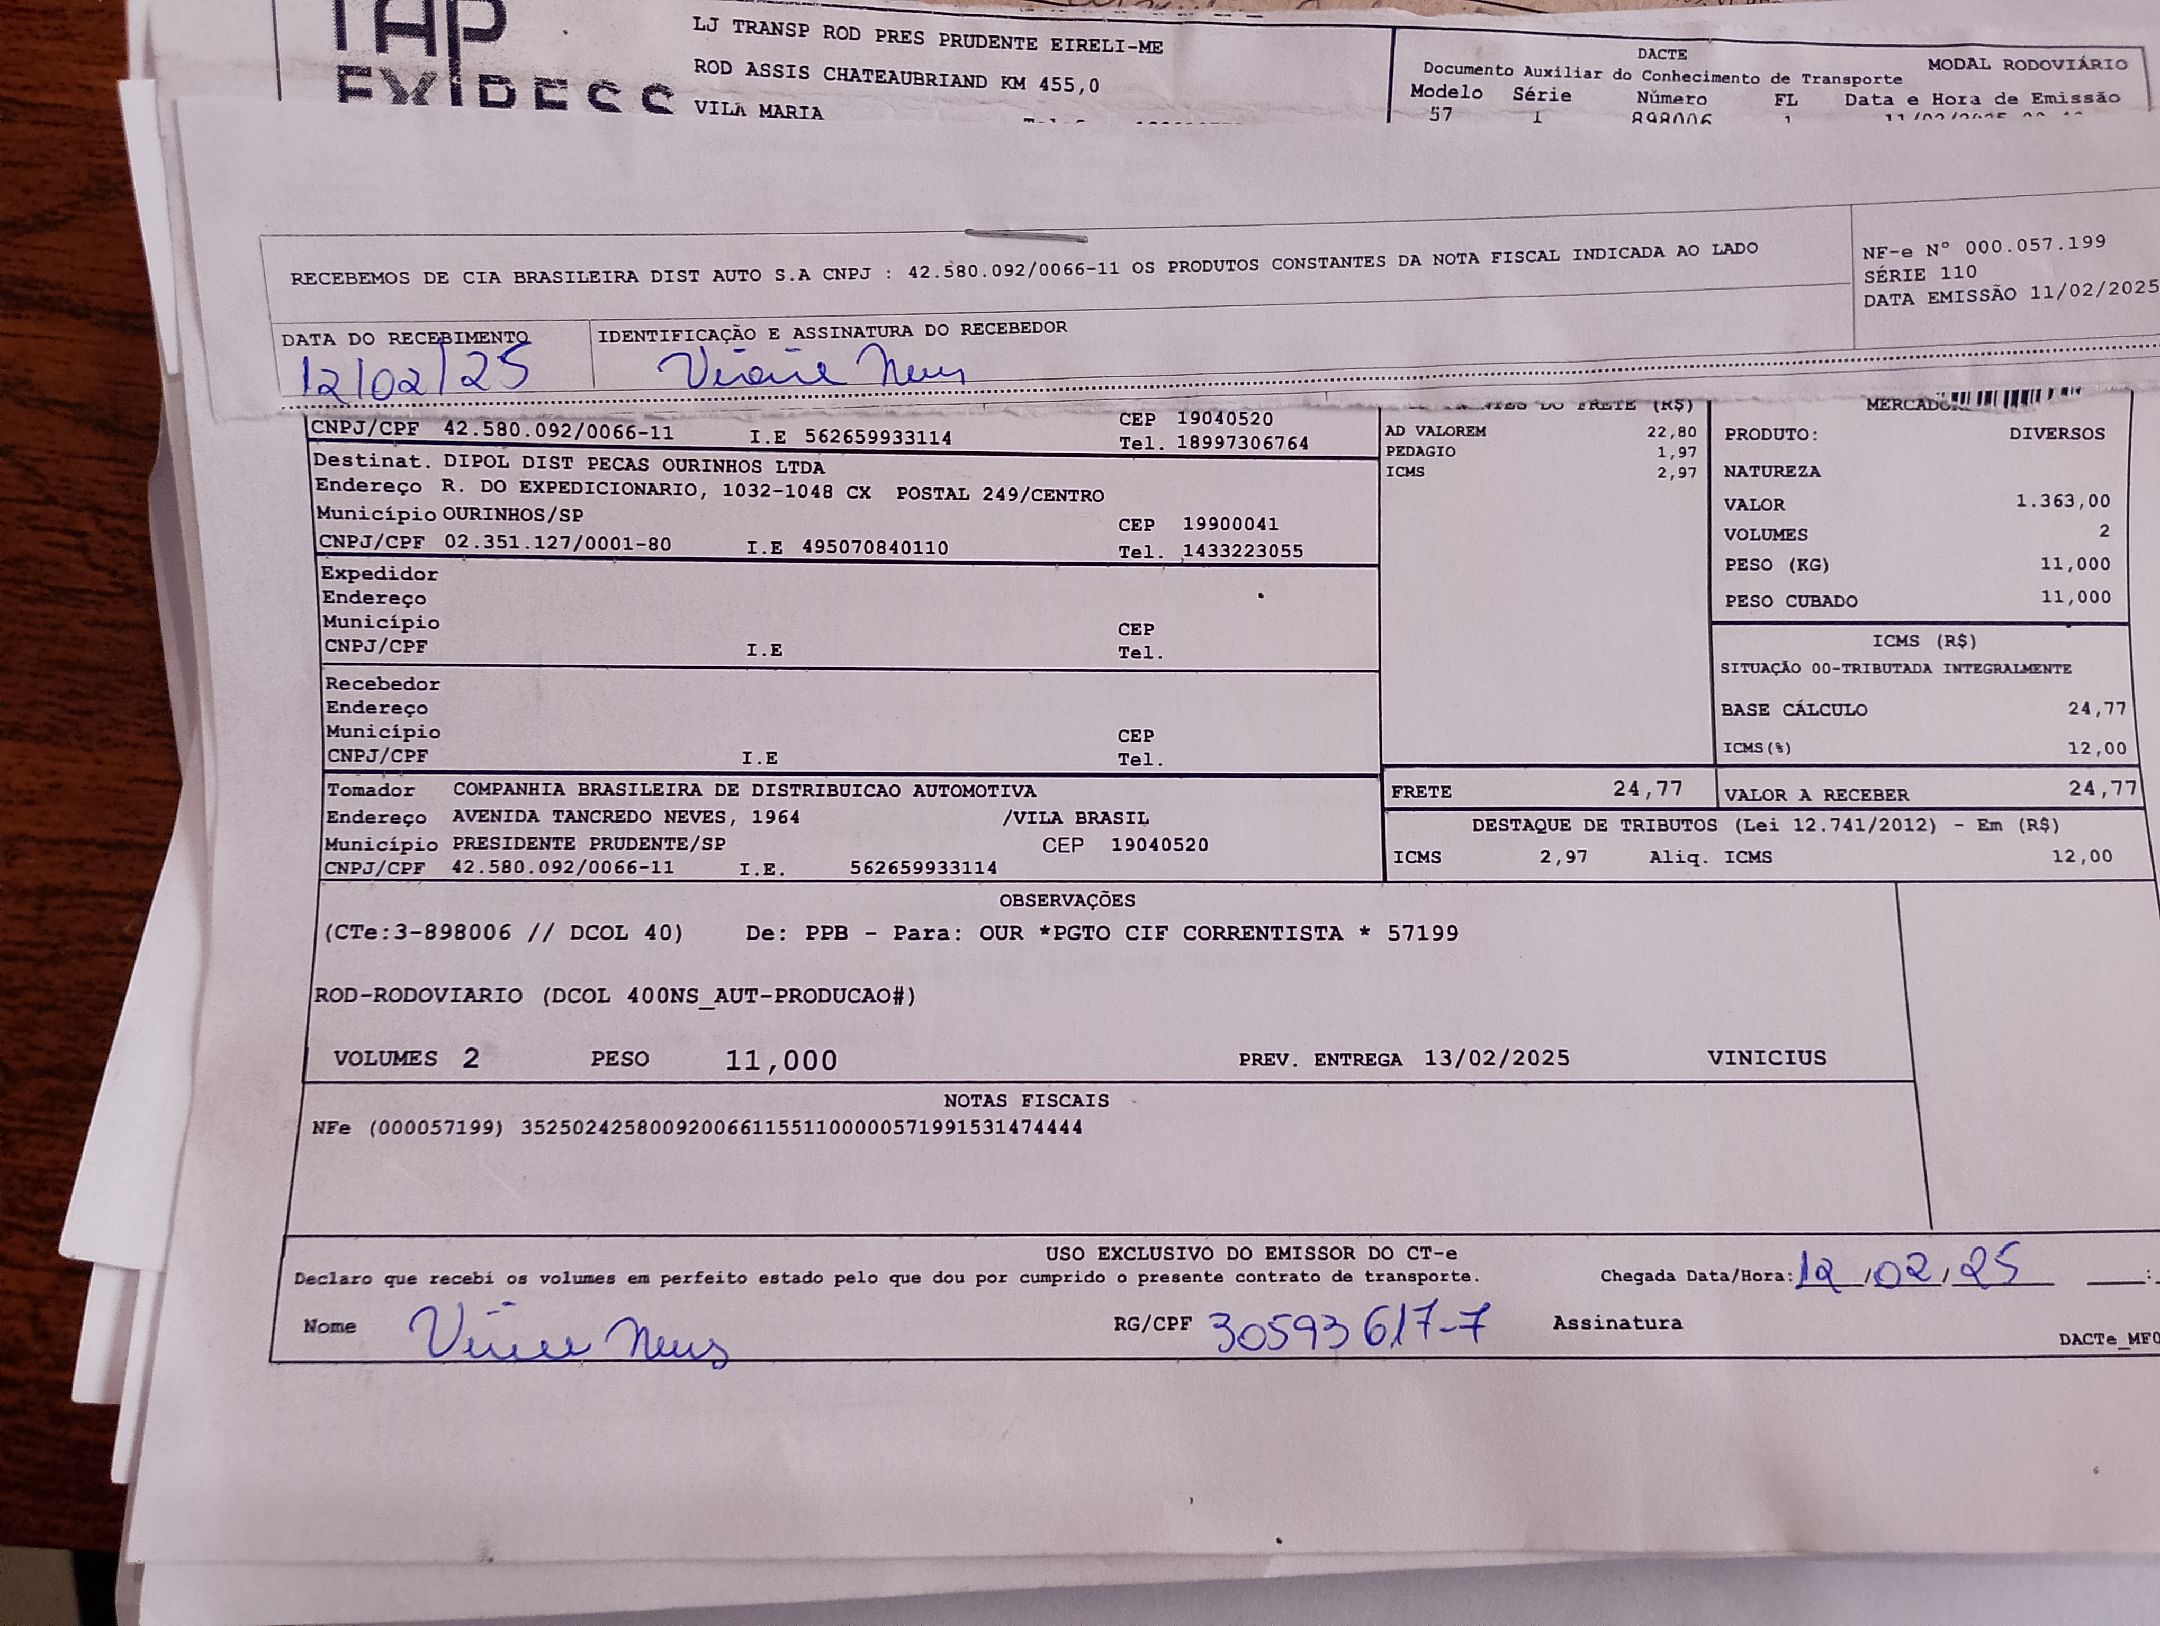 TAP
EXPRESS
LJ TRANSP ROD PRES PRUDENTE EIRELI-ME
ROD ASSIS CHATEAUBRIAND KM 455,0
VILA MARIA
DACTE
Documento Auxiliar do Conhecimento de Transporte
MODAL RODOVIÁRIO
Modelo Série Número FL Data e Hora de Emissão
57 1 898006 1 11/02/2025
RECEBEMOS DE CIA BRASILEIRA DIST AUTO S.A CNPJ : 42.580.092/0066-11 OS PRODUTOS CONSTANTES DA NOTA FISCAL INDICADA AO LADO
NF-e Nº 000.057.199
SÉRIE 110
DATA EMISSÃO 11/02/2025
DATA DO RECEBIMENTO
12/02/25
IDENTIFICAÇÃO E ASSINATURA DO RECEBEDOR
CEP 19040520
CNPJ/CPF 42.580.092/0066-11 I.E 562659933114 Tel. 18997306764
Destinat. DIPOL DIST PECAS OURINHOS LTDA
Endereço R. DO EXPEDICIONARIO, 1032-1048 CX POSTAL 249/CENTRO
Município OURINHOS/SP CEP 19900041
CNPJ/CPF 02.351.127/0001-80 I.E 495070840110 Tel. 1433223055
Expedidor
Endereço
Município CEP
CNPJ/CPF I.E Tel.
Recebedor
Endereço
Município CEP
CNPJ/CPF I.E Tel.
Tomador COMPANHIA BRASILEIRA DE DISTRIBUICAO AUTOMOTIVA
Endereço AVENIDA TANCREDO NEVES, 1964 /VILA BRASIL
Município PRESIDENTE PRUDENTE/SP CEP 19040520
CNPJ/CPF 42.580.092/0066-11 I.E. 562659933114
DO FRETE (R$)
AD VALOREM 22,80
PEDAGIO 1,97
ICMS 2,97
PRODUTO: DIVERSOS
NATUREZA
VALOR 1.363,00
VOLUMES 2
PESO (KG) 11,000
PESO CUBADO 11,000
ICMS (R$)
SITUAÇÃO 00-TRIBUTADA INTEGRALMENTE
BASE CÁLCULO 24,77
ICMS(%) 12,00
FRETE 24,77 VALOR A RECEBER 24,77
DESTAQUE DE TRIBUTOS (Lei 12.741/2012) - Em (R$)
ICMS 2,97 Aliq. ICMS 12,00
OBSERVAÇÕES
(CTe:3-898006 // DCOL 40) De: PPB - Para: OUR *PGTO CIF CORRENTISTA * 57199
ROD-RODOVIARIO (DCOL 400NS_AUT-PRODUCAO#)
VOLUMES 2 PESO 11,000 PREV. ENTREGA 13/02/2025 VINICIUS
NOTAS FISCAIS
NFe (000057199) 35250242580092006611551100000571991531474444
USO EXCLUSIVO DO EMISSOR DO CT-e
Declaro que recebi os volumes em perfeito estado pelo que dou por cumprido o presente contrato de transporte.
Chegada Data/Hora: 12/02/25
Nome
RG/CPF 30593617-7 Assinatura